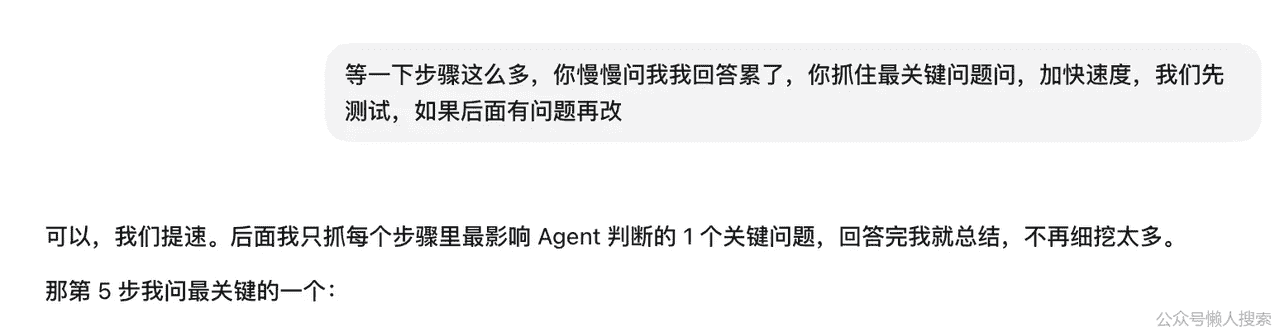 等一下步骤这么多，你慢慢问我我回答累了，你抓住最关键问题问，加快速度，我们先
测试，如果后面有问题再改
可以，我们提速。后面我只抓每个步骤里最影响 Agent 判断的 1 个关键问题，回答完我就总结，不再细挖太多。
那第 5 步我问最关键的一个：
公众号懒人搜索